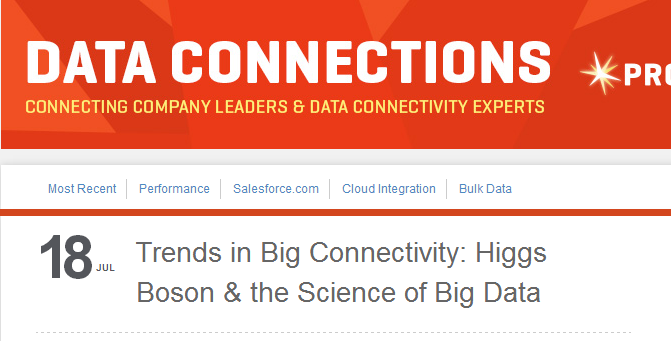 DATA CONNECTIONS
PRO
CONNECTING COMPANY LEADERS & DATA CONNECTIVITY EXPERTS
Most Recent Performance Salesforce.com Cloud Integration Bulk Data
18 JUL
Trends in Big Connectivity: Higgs
Boson & the Science of Big Data